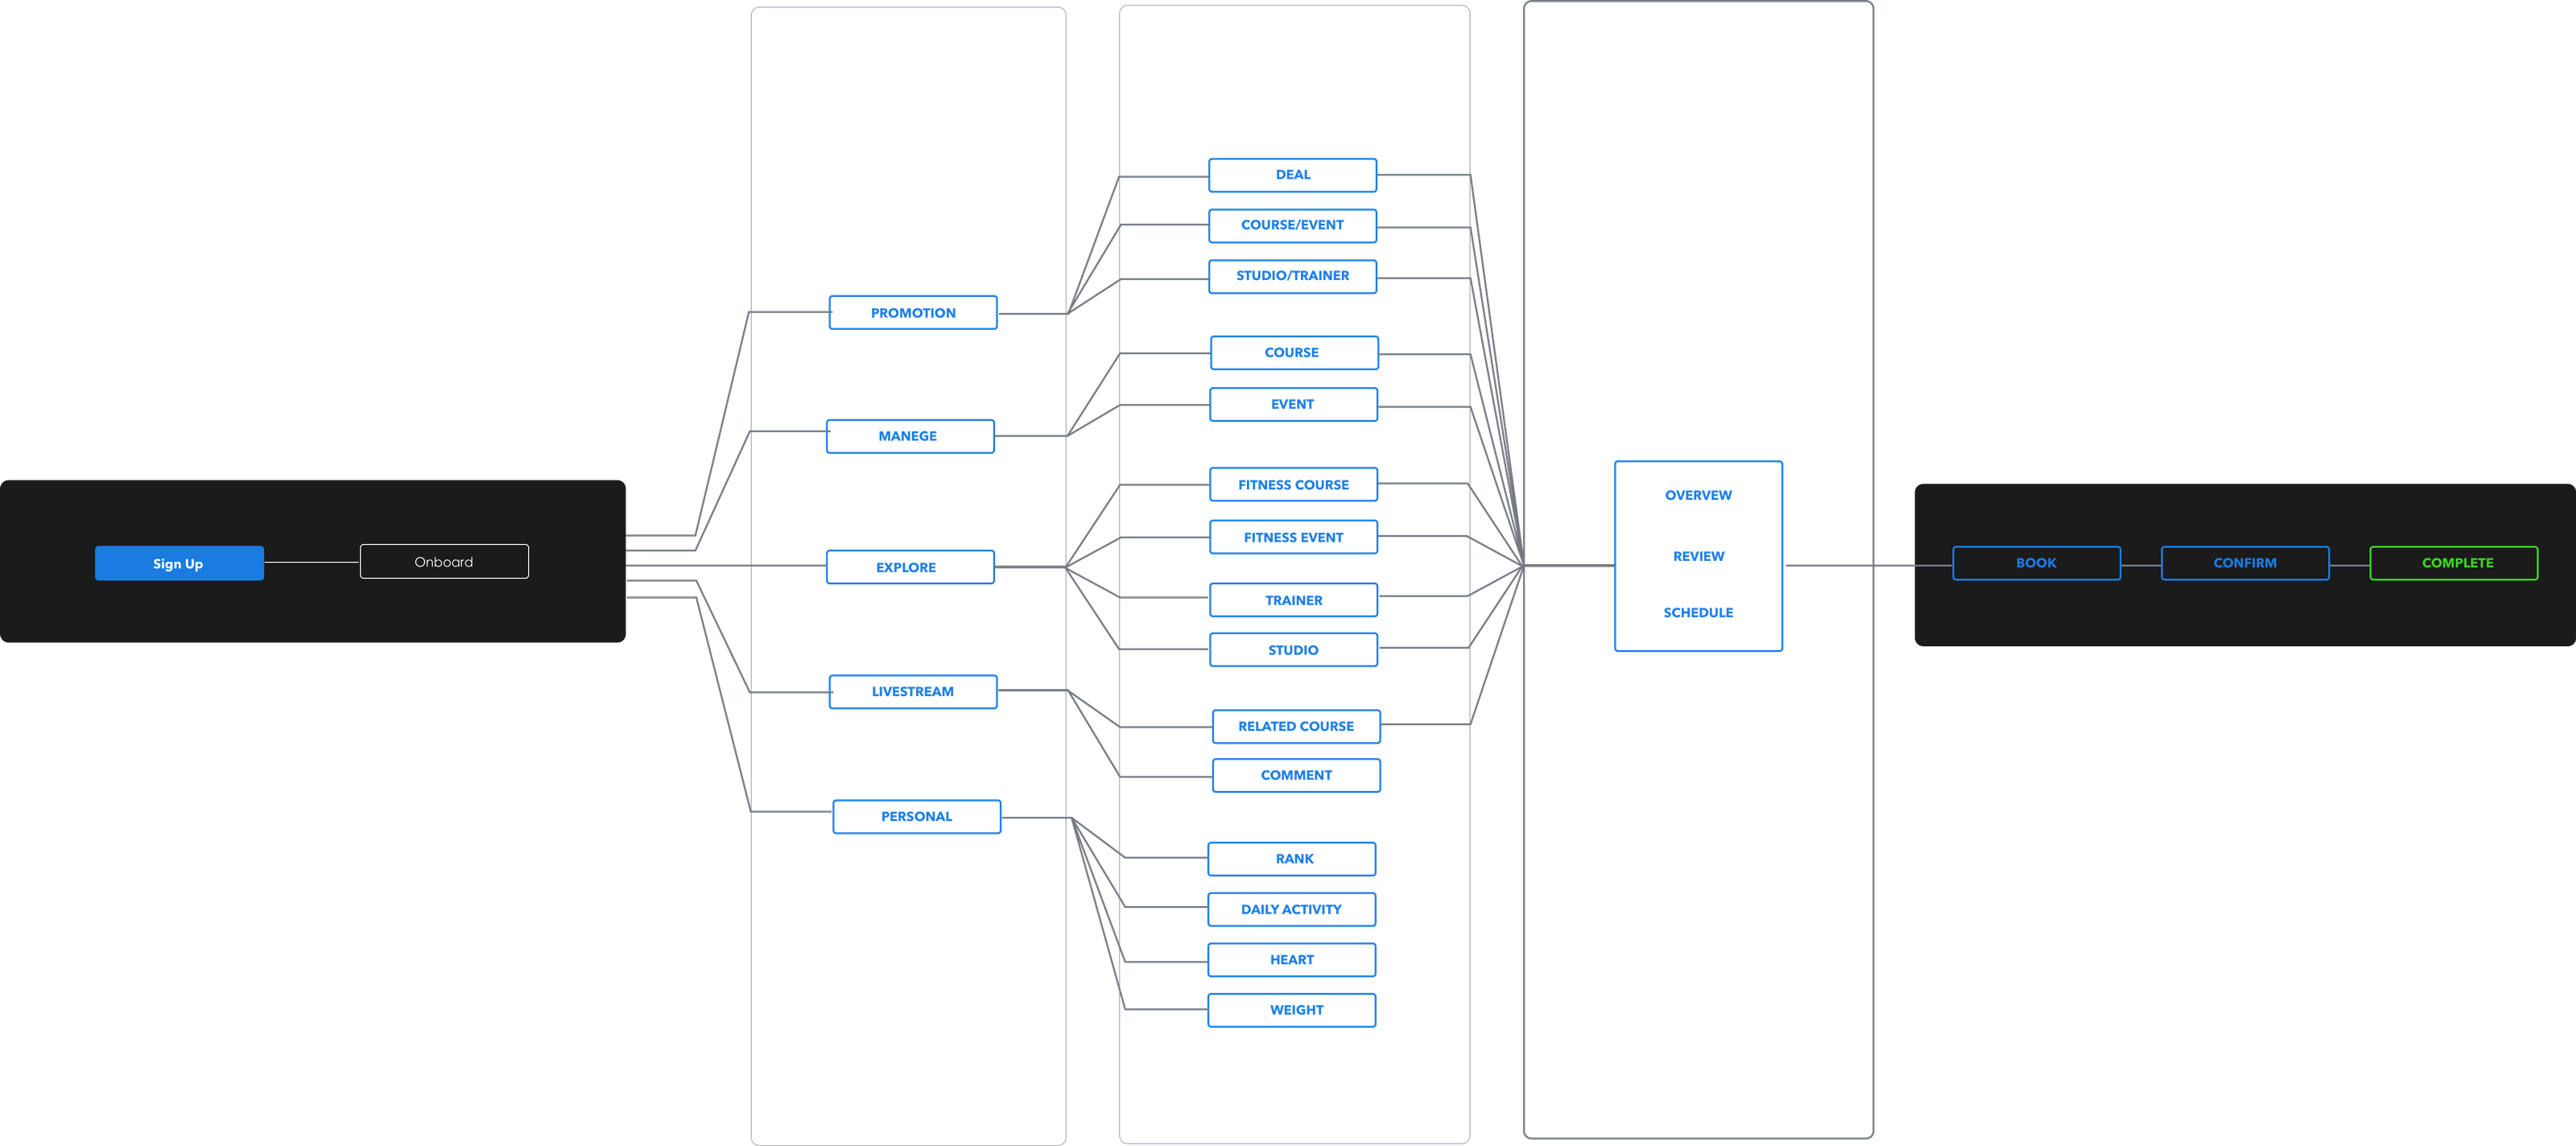 Sign Up
Onboard
PROMOTION
MANEGE
EXPLORE
LIVESTREAM
PERSONAL
DEAL
COURSE/EVENT
STUDIO/TRAINER
COURSE
EVENT
FITNESS COURSE
FITNESS EVENT
TRAINER
STUDIO
RELATED COURSE
COMMENT
RANK
DAILY ACTIVITY
HEART
WEIGHT
OVERVEW
REVIEW
SCHEDULE
BOOK
CONFIRM
COMPLETE